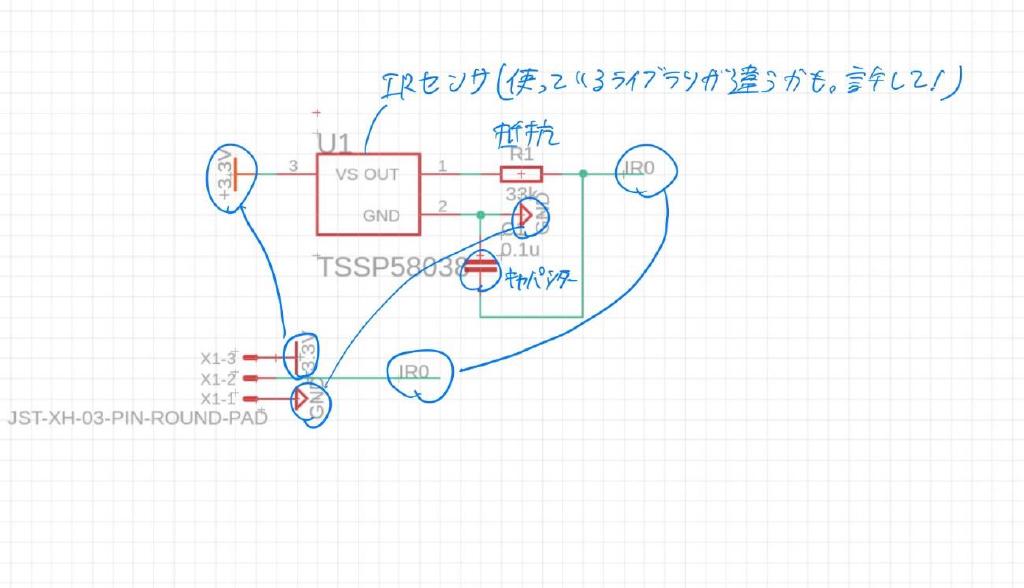 IRセンサ(使っているライブラリが違うかも。許して!)
抵抗
U1
R1
+3.3V
3
VS OUT
1
IR0
33k
2
GND
GND
0.1u
TSSP58038
キャパシター
+3.3V
X1-3
X1-2
IR0
X1-1
GND
JST-XH-03-PIN-ROUND-PAD